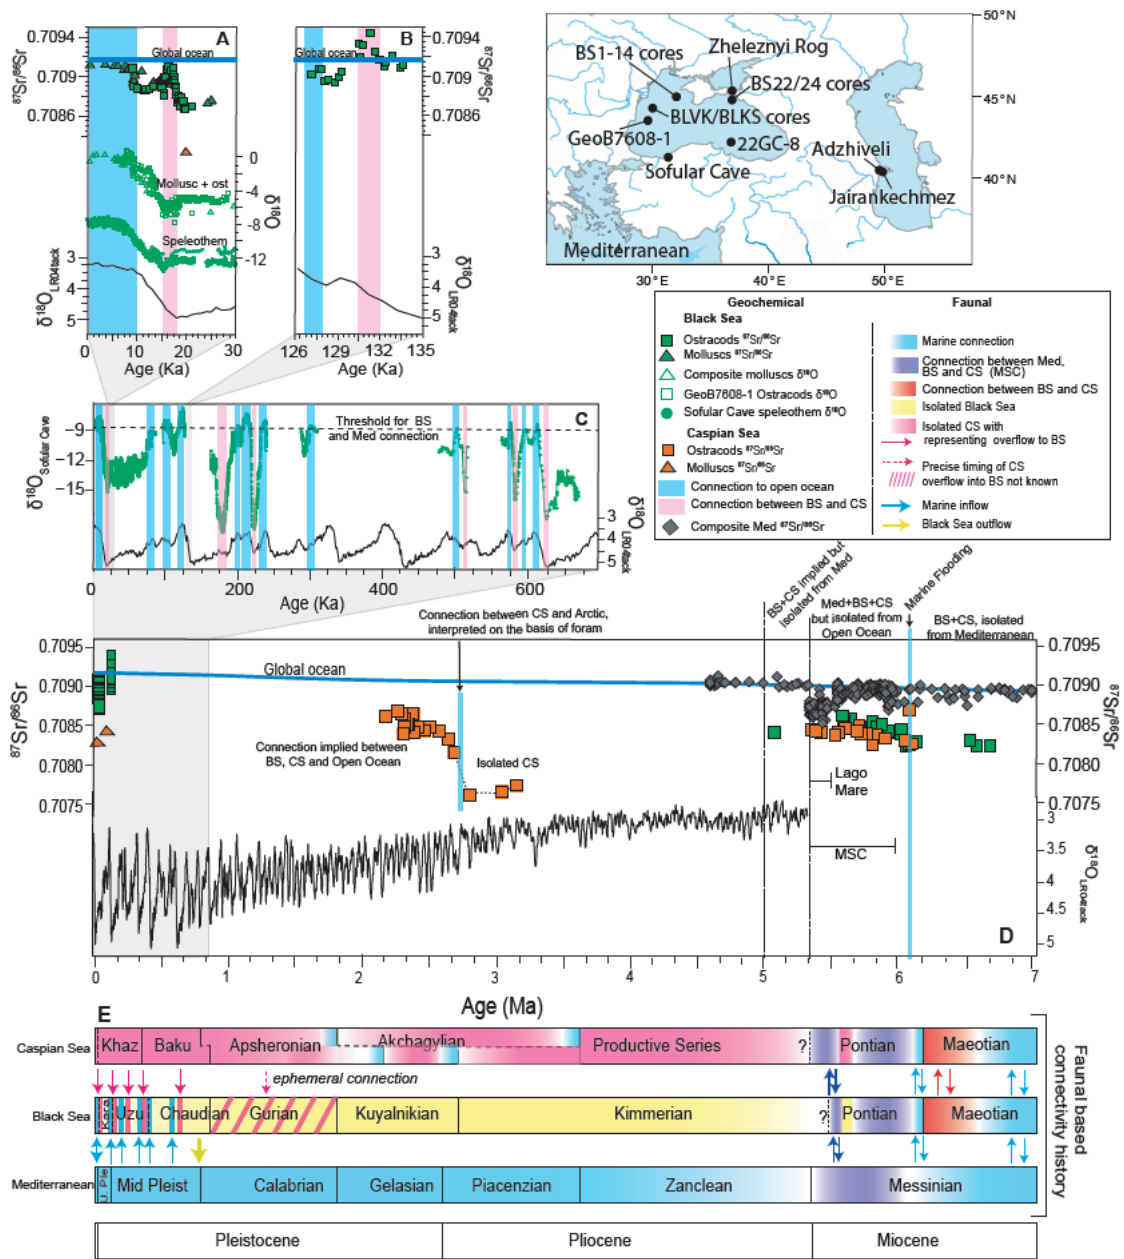 A
B
0.7094
0.709
0.7086
⁸⁷Sr/⁸⁶Sr
Global ocean
Global ocean
0.7094
0.709
0.7086
⁸⁷Sr/⁸⁶Sr
0
-4
-8
-12
δ¹⁸O
Mollusc + ost
Speleothem
3
4
5
δ¹⁸O LR04stack
3
4
5
δ¹⁸O LR04stack
0 10 20 30
Age (Ka)
126 129 132 135
Age (Ka)
50°N
45°N
40°N
30°E 40°E 50°E
BS1-14 cores
Zheleznyi Rog
BS22/24 cores
BLVK/BLKS cores
GeoB7608-1
22GC-8
Sofular Cave
Adzhiveli
Jairankechmez
Mediterranean
Geochemical
Black Sea
Ostracods ⁸⁷Sr/⁸⁶Sr
Molluscs ⁸⁷Sr/⁸⁶Sr
Composite molluscs δ¹⁸O
GeoB7608-1 Ostracods δ¹⁸O
Sofular Cave speleothem δ¹⁸O
Caspian Sea
Ostracods ⁸⁷Sr/⁸⁶Sr
Molluscs ⁸⁷Sr/⁸⁶Sr
Connection to open ocean
Connection between BS and CS
Composite Med ⁸⁷Sr/⁸⁶Sr
Faunal
Marine connection
Connection between Med,
BS and CS (MSC)
Connection between BS and CS
Isolated Black Sea
Isolated CS with
representing overflow to BS
Precise timing of CS
overflow into BS not known
Marine inflow
Black Sea outflow
C
Threshold for BS
and Med connection
-9
-12
-15
δ¹⁸O Sofular Cave
3
4
5
δ¹⁸O LR04stack
0 200 400 600
Age (Ka)
Connection between CS and Arctic,
interpreted on the basis of foram
BS+CS implied but
isolated from Med
Med+BS+CS
but isolated from
Open Ocean
Marine Flooding
BS+CS, isolated
from Mediterranean
0.7095
0.7090
0.7085
0.7080
0.7075
⁸⁷Sr/⁸⁶Sr
Global ocean
Connection implied between
BS, CS and Open Ocean
Isolated CS
Lago
Mare
MSC
0.7095
0.7090
0.7085
0.7080
0.7075
⁸⁷Sr/⁸⁶Sr
3
3.5
4
4.5
5
δ¹⁸O LR04stack
D
0 1 2 3 4 5 6 7
Age (Ma)
E
Caspian Sea
Khaz Baku Apsheronian Akchagylian Productive Series ? Pontian Maeotian
ephemeral connection
Black Sea
Kara Uzu Chaudian Gurian Kuyalnikian Kimmerian ? Pontian Maeotian
Mediterranean
U. Ple Mid Pleist Calabrian Gelasian Piacenzian Zanclean Messinian
Pleistocene Pliocene Miocene
Faunal based
connectivity history